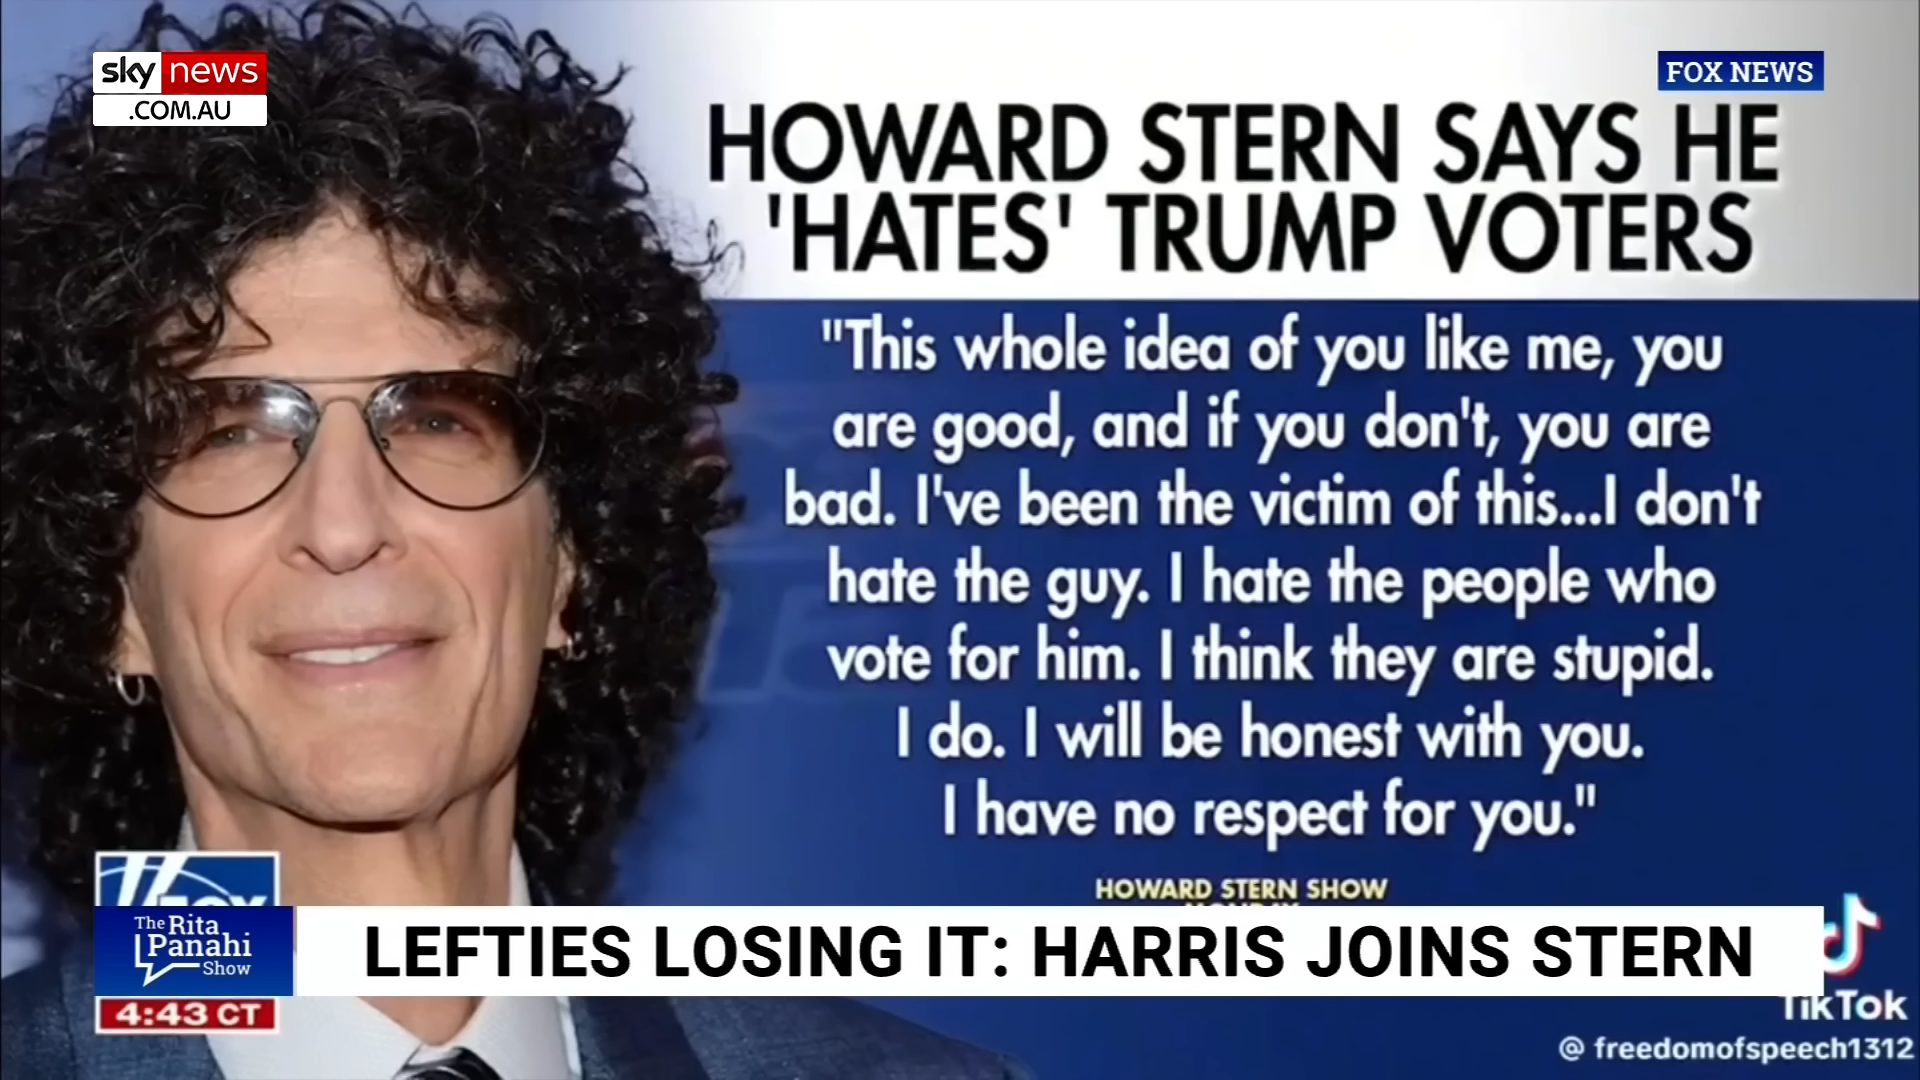 sky news
.COM.AU
FOX NEWS
HOWARD STERN SAYS HE
'HATES' TRUMP VOTERS
"This whole idea of you like me, you
are good, and if you don't, you are
bad. I've been the victim of this...I don't
hate the guy. I hate the people who
vote for him. I think they are stupid.
I do. I will be honest with you.
I have no respect for you."
HOWARD STERN SHOW
FOX
The Rita
Panahi
Show
LEFTIES LOSING IT: HARRIS JOINS STERN
4:43 CT
TikTok
@ freedomofspeech1312